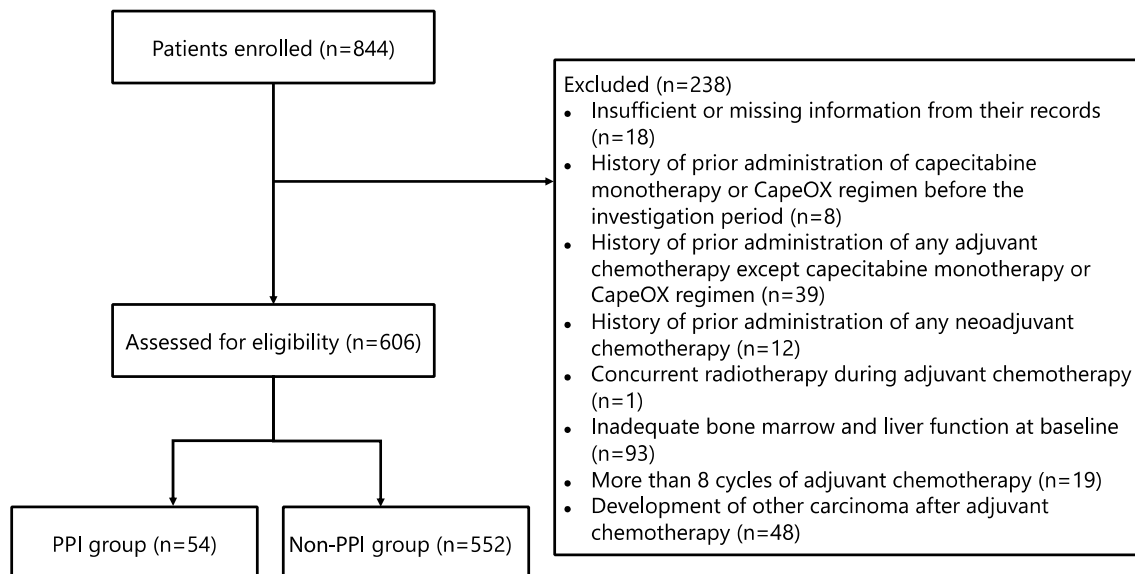 Patients enrolled (n=844)
Excluded (n=238)
• Insufficient or missing information from their records
(n=18)
• History of prior administration of capecitabine
monotherapy or CapeOX regimen before the
investigation period (n=8)
• History of prior administration of any adjuvant
chemotherapy except capecitabine monotherapy or
CapeOX regimen (n=39)
• History of prior administration of any neoadjuvant
chemotherapy (n=12)
• Concurrent radiotherapy during adjuvant chemotherapy
(n=1)
• Inadequate bone marrow and liver function at baseline
(n=93)
• More than 8 cycles of adjuvant chemotherapy (n=19)
• Development of other carcinoma after adjuvant
chemotherapy (n=48)
Assessed for eligibility (n=606)
PPI group (n=54)
Non-PPI group (n=552)